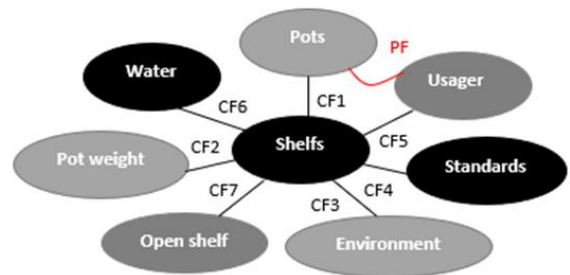 Pots
PF
Water
Usager
CF6
CF1
Shelfs
CF5
Pot weight
CF2
Standards
CF7
CF4
CF3
Open shelf
Environment